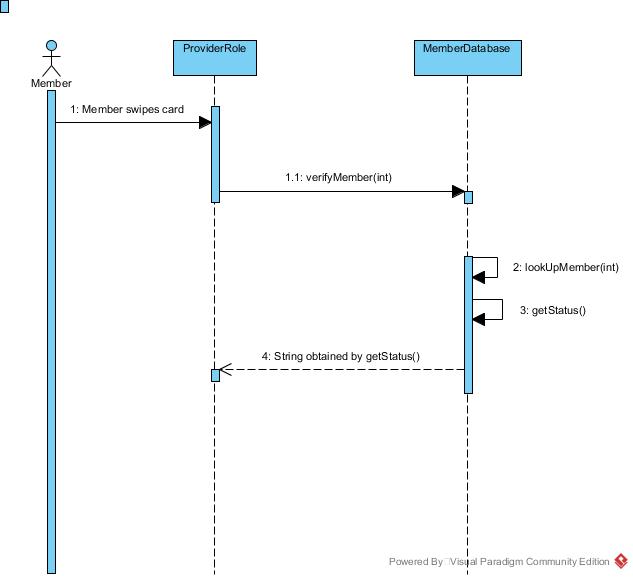 ProviderRole
MemberDatabase
Member
1: Member swipes card
1.1: verifyMember(int)
2: lookUpMember(int)
3: getStatus()
4: String obtained by getStatus()
Powered By Visual Paradigm Community Edition